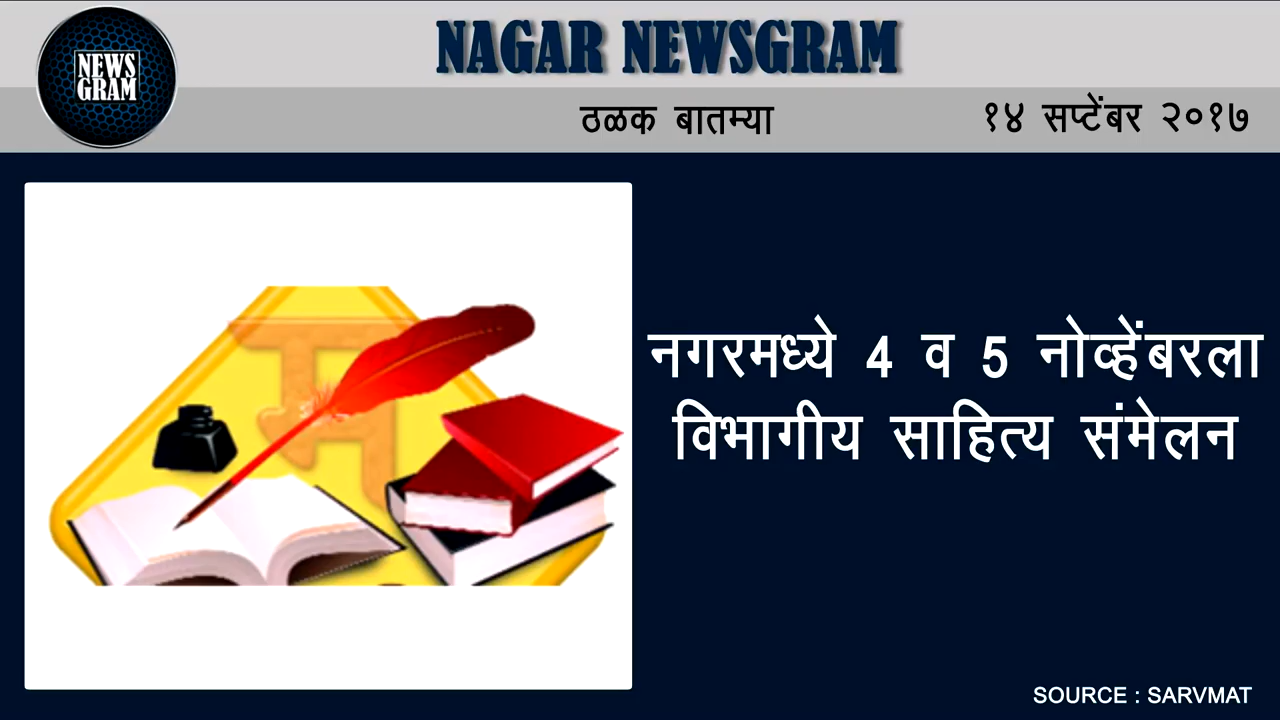 NEWS
GRAM
NAGAR NEWSGRAM
ठळक बातम्या
१४ सप्टेंबर २०१७
म
नगरमध्ये 4 व 5 नोव्हेंबरला
विभागीय साहित्य संमेलन
SOURCE : SARVMAT